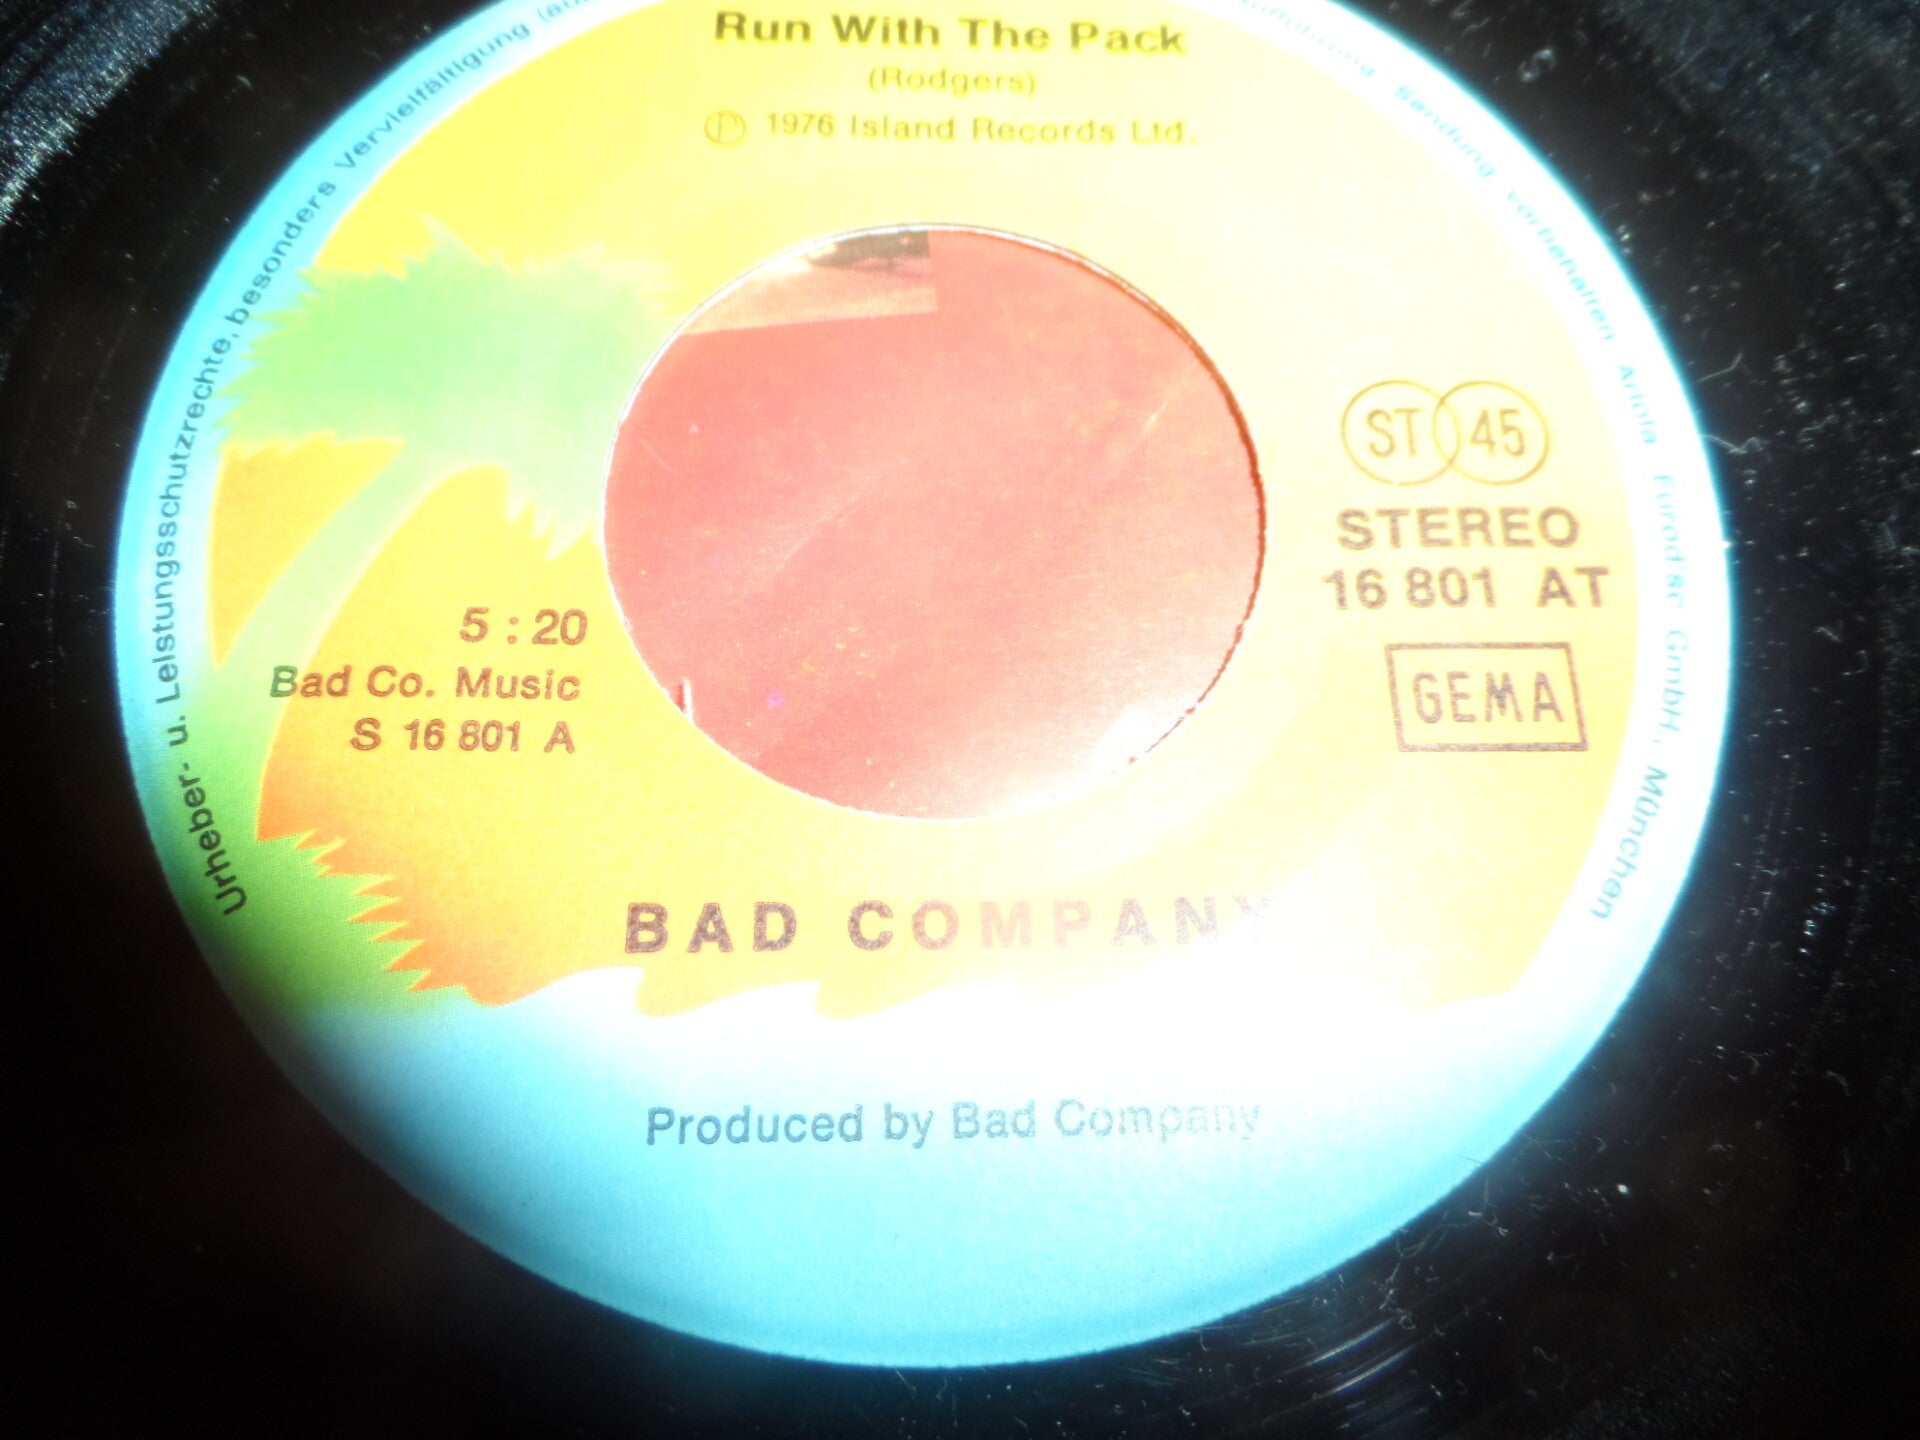 Run With The Pack
(Rodgers)
Ⓟ 1976 Island Records Ltd.
ST 45
STEREO
16 801 AT
GEMA
5 : 20
Bad Co. Music
S 16 801 A
BAD COMPANY
Produced by Bad Company
Urheber- u. Leistungsschutzrechte, besonders Vervielfältigung
Sendung vorbehalten Ariola Eurodisc GmbH., München